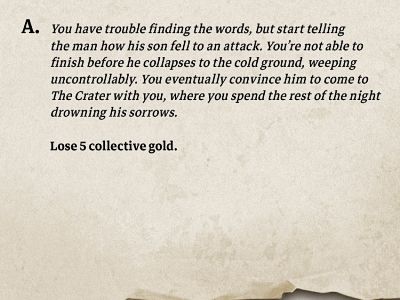 A. You have trouble finding the words, but start telling
the man how his son fell to an attack. You're not able to
finish before he collapses to the cold ground, weeping
uncontrollably. You eventually convince him to come to
The Crater with you, where you spend the rest of the night
drowning his sorrows.
Lose 5 collective gold.